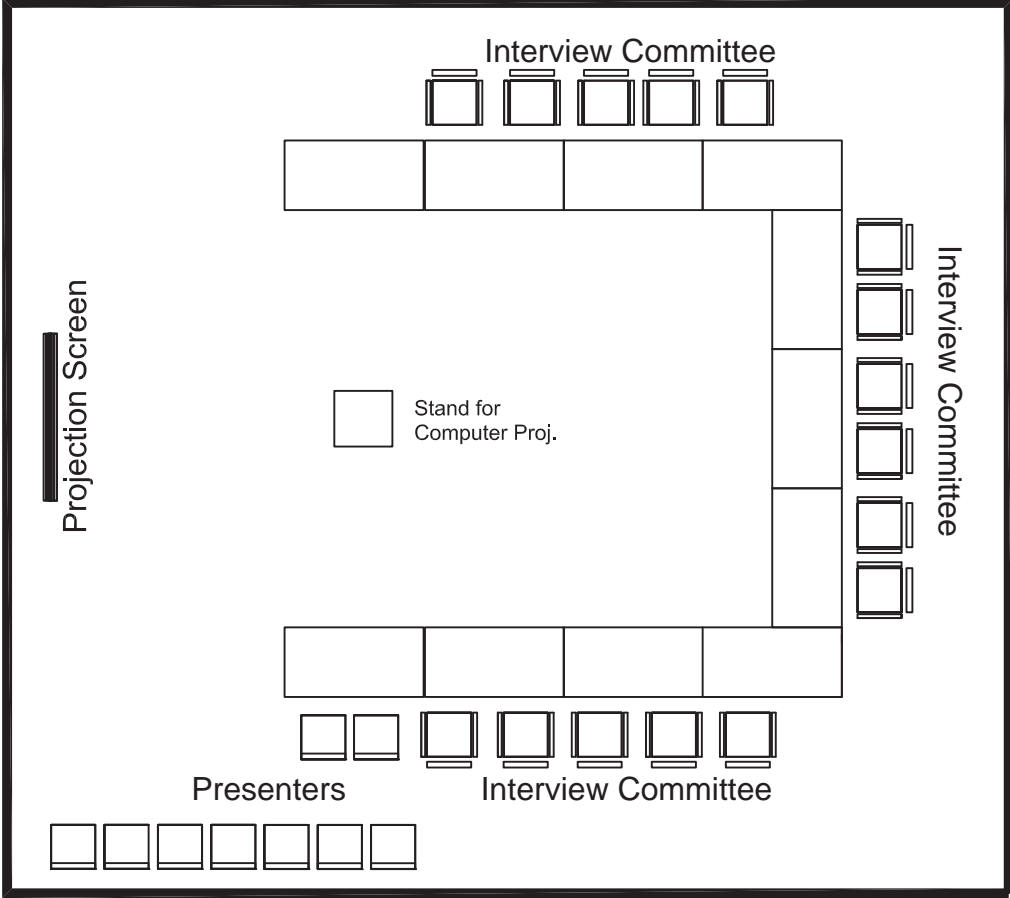 Interview Committee
Projection Screen
Stand for
Computer Proj.
Interview Committee
Presenters
Interview Committee